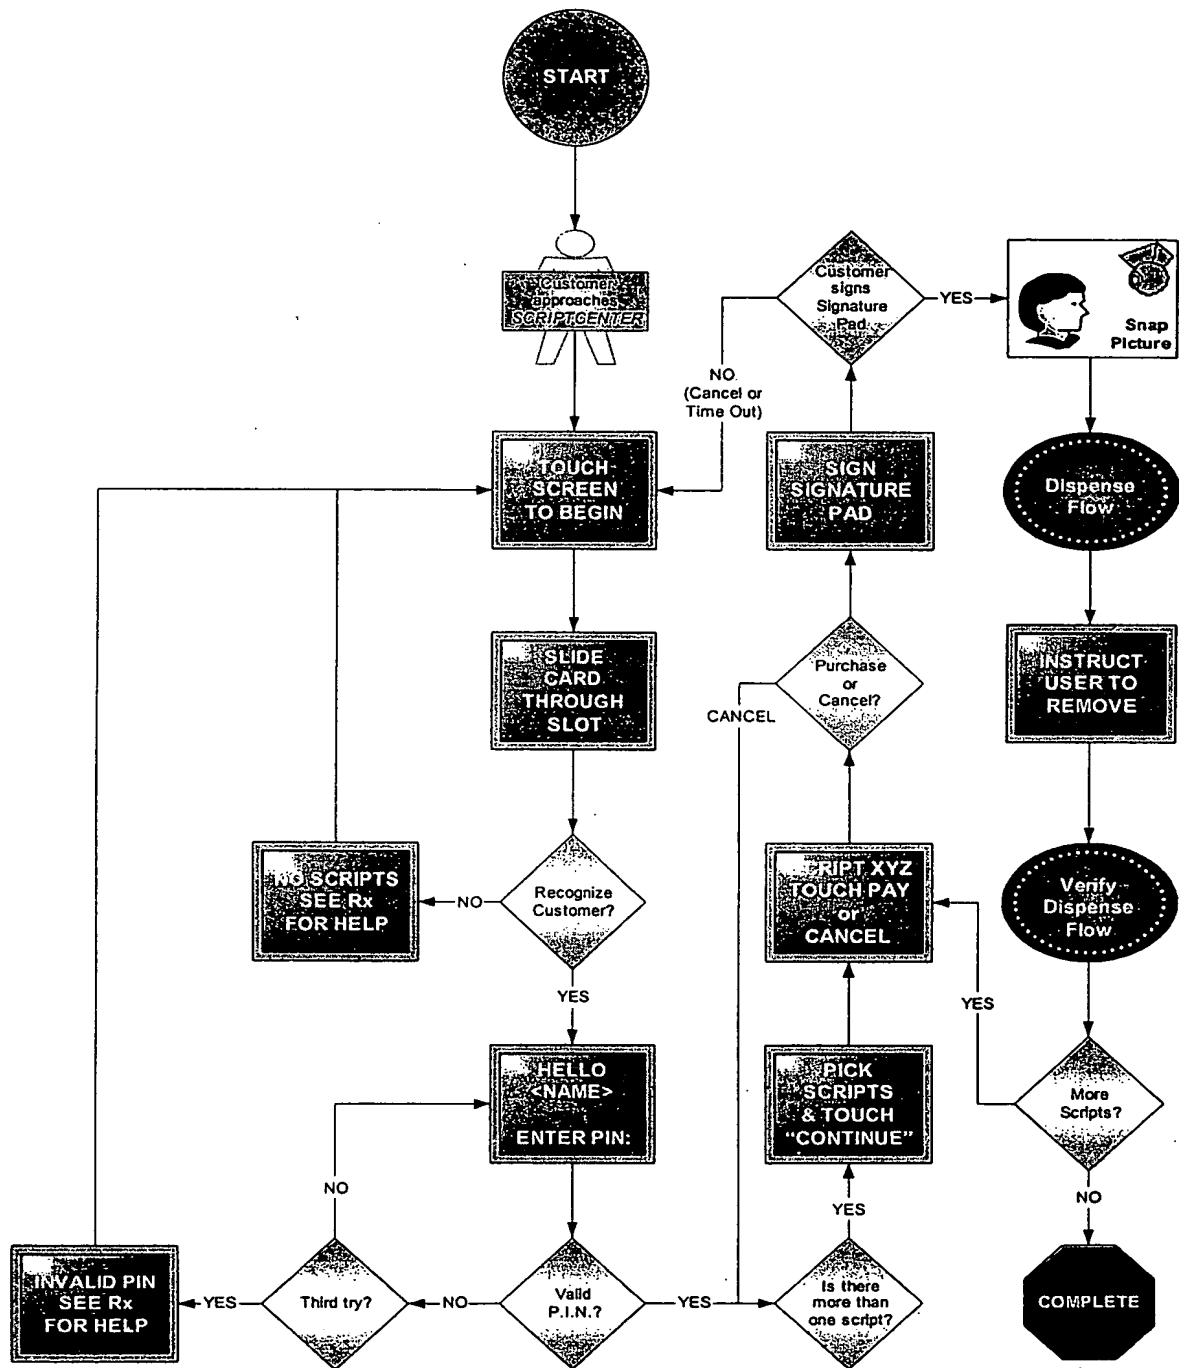 START
Customer
approaches
SCRIPTCENTER
TOUCH
SCREEN
TO BEGIN
SLIDE
CARD
THROUGH
SLOT
Recognize
Customer?
NO
NO SCRIPTS
SEE Rx
FOR HELP
YES
HELLO
<NAME>
ENTER PIN:
Valid
P.I.N.?
NO
Third try?
NO
YES
INVALID PIN
SEE Rx
FOR HELP
YES
Is there
more than
one script?
YES
PICK
SCRIPTS
& TOUCH
“CONTINUE”
RIPT XYZ
TOUCH PAY
or
CANCEL
Purchase
or
Cancel?
CANCEL
SIGN
SIGNATURE
PAD
Customer
signs
Signature
Pad
NO.
(Cancel or
Time Out)
YES
Snap
Picture
Dispense
Flow
INSTRUCT
USER TO
REMOVE
Verify
Dispense
Flow
More
Scripts?
YES
NO
COMPLETE